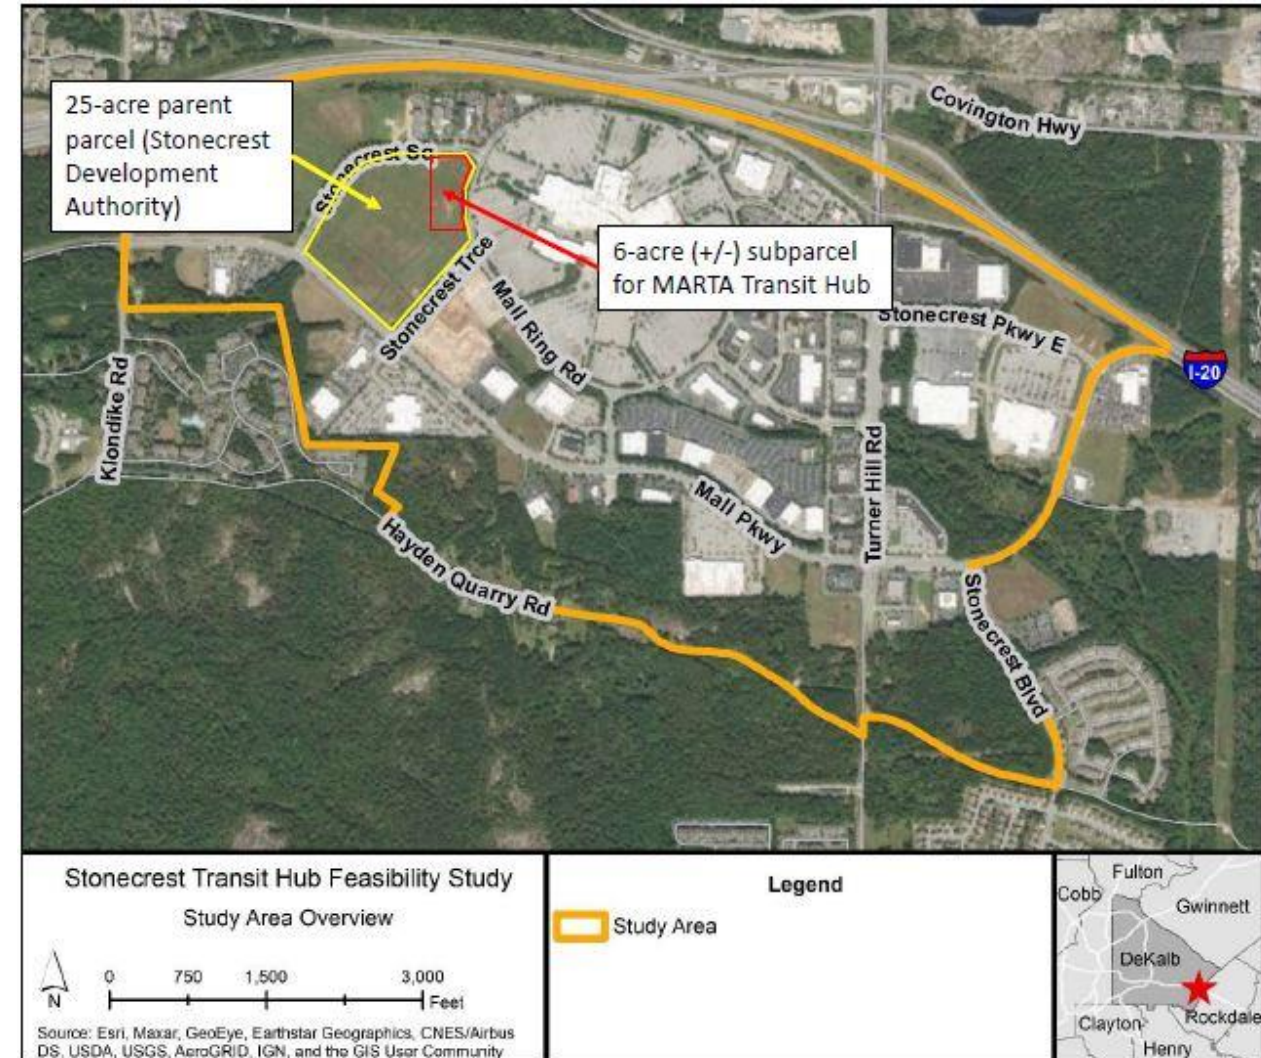 25-acre parent
parcel (Stonecrest
Development
Authority)
Covington Hwy
Stonecrest Sq
6-acre (+/-) subparcel
for MARTA Transit Hub
Stonecrest Trce
Mall Ring Rd
Stonecrest Pkwy E
I-20
Klondike Rd
Turner Hill Rd
Mall Pkwy
Hayden Quarry Rd
Stonecrest Blvd
Stonecrest Transit Hub Feasibility Study
Study Area Overview
N
0 750 1,500 3,000
Feet
Source: Esri, Maxar, GeoEye, Earthstar Geographics, CNES/Airbus
DS, USDA, USGS, AeroGRID, IGN, and the GIS User Community
Legend
Study Area
Fulton
Cobb
Gwinnett
DeKalb
Clayton
Rockdale
Henry